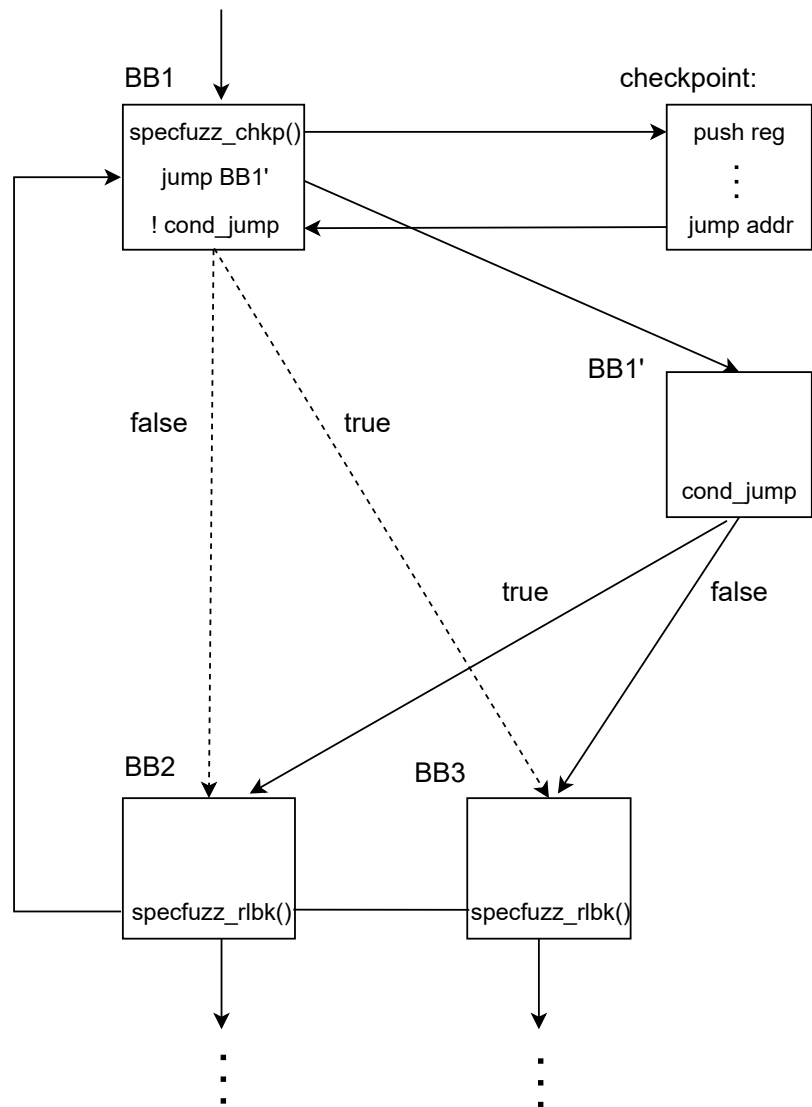 BB1
checkpoint:
specfuzz_chkp()
push reg
jump BB1'
! cond_jump
jump addr
BB1'
false
true
cond_jump
true
false
BB2
BB3
specfuzz_rlbk()
specfuzz_rlbk()